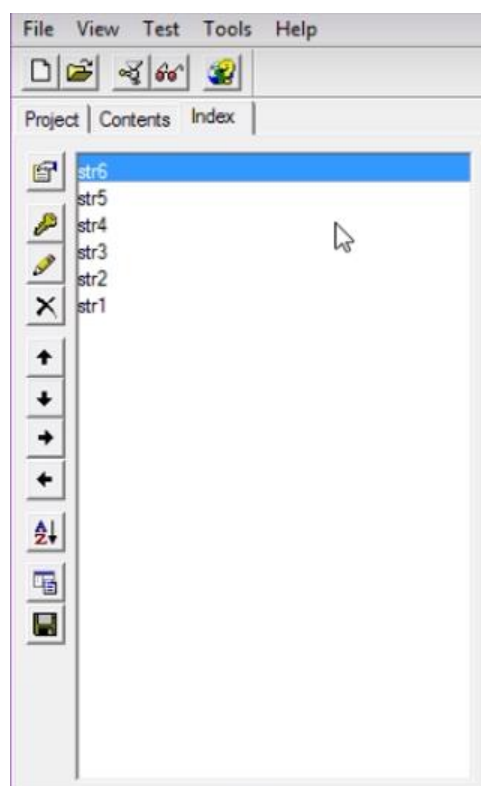 File View Test Tools Help
Project Contents Index
str6
str5
str4
str3
str2
str1